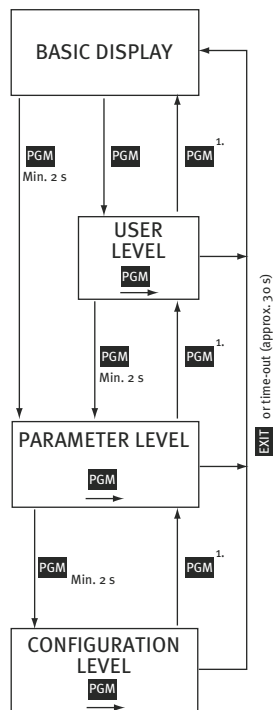 BASIC DISPLAY
PGM
Min. 2 s
PGM
PGM 1.
USER
LEVEL
PGM
PGM
Min. 2 s
PGM 1.
EXIT or time-out (approx. 30 s)
PARAMETER LEVEL
PGM
PGM
Min. 2 s
PGM 1.
CONFIGURATION
LEVEL
PGM